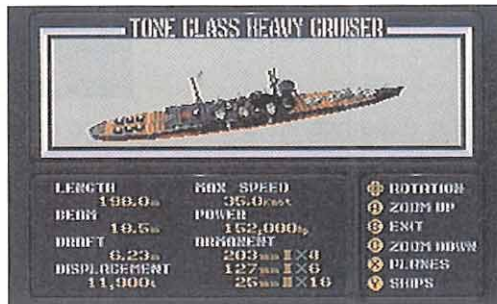 TONE CLASS HEAVY CRUISER
LENGTH
198.0m
BEAM
18.5m
DRAFT
6.23m
DISPLACEMENT
11,900t
MAX SPEED
35.0knot
POWER
152,000hp
ARMAMENT
203mm II×4
127mm II×6
25mm II×16
ROTATION
A ZOOM UP
B EXIT
C ZOOM DOWN
X PLANES
Y SHIPS